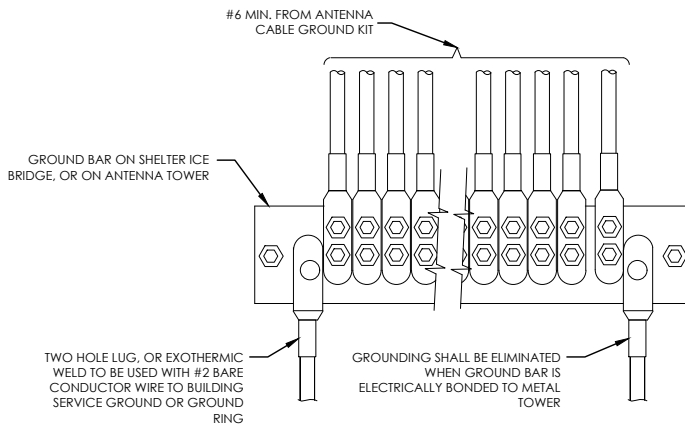 #6 MIN. FROM ANTENNA
CABLE GROUND KIT
GROUND BAR ON SHELTER ICE
BRIDGE, OR ON ANTENNA TOWER
TWO HOLE LUG, OR EXOTHERMIC
WELD TO BE USED WITH #2 BARE
CONDUCTOR WIRE TO BUILDING
SERVICE GROUND OR GROUND
RING
GROUNDING SHALL BE ELIMINATED
WHEN GROUND BAR IS
ELECTRICALLY BONDED TO METAL
TOWER